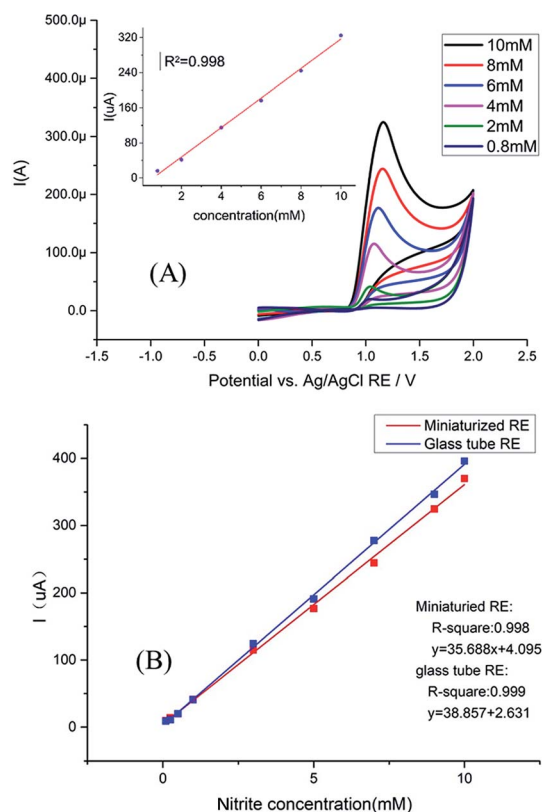 500.0μ
400.0μ
300.0μ
200.0μ
100.0μ
0.0
I(A)
-1.5 -1.0 -0.5 0.0 0.5 1.0 1.5 2.0 2.5
Potential vs. Ag/AgCl RE / V
(A)
320
240
160
80
0
I(uA)
R²=0.998
2 4 6 8 10
concentration(mM)
10mM
8mM
6mM
4mM
2mM
0.8mM
Miniaturized RE
Glass tube RE
400
300
200
100
0
I (uA)
(B)
Miniaturied RE:
R-square:0.998
y=35.688x+4.095
glass tube RE:
R-square:0.999
y=38.857+2.631
0 5 10
Nitrite concentration(mM)